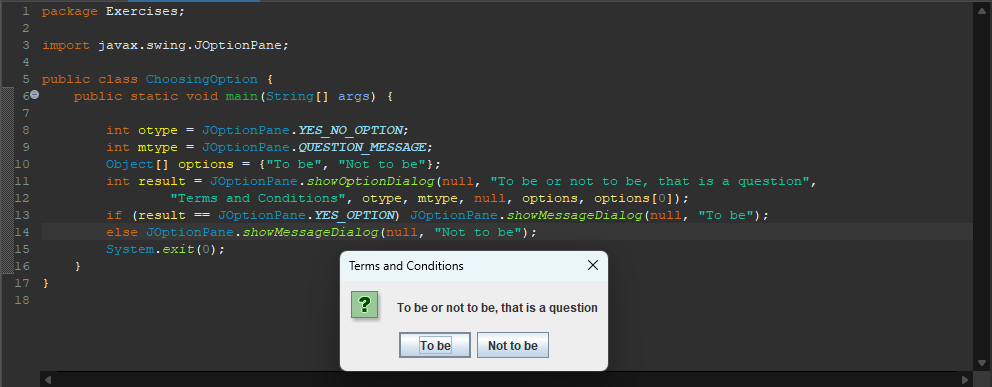 1 package Exercises;
2
3 import javax.swing.JOptionPane;
4
5 public class ChoosingOption {
6 public static void main(String[] args) {
7
8 int otype = JOptionPane.YES_NO_OPTION;
9 int mtype = JOptionPane.QUESTION_MESSAGE;
10 Object[] options = {"To be", "Not to be"};
11 int result = JOptionPane.showOptionDialog(null, "To be or not to be, that is a question",
12 "Terms and Conditions", otype, mtype, null, options, options[0]);
13 if (result == JOptionPane.YES_OPTION) JOptionPane.showMessageDialog(null, "To be");
14 else JOptionPane.showMessageDialog(null, "Not to be");
15 System.exit(0);
16 }
17 }
18
Terms and Conditions
?
To be or not to be, that is a question
To be Not to be